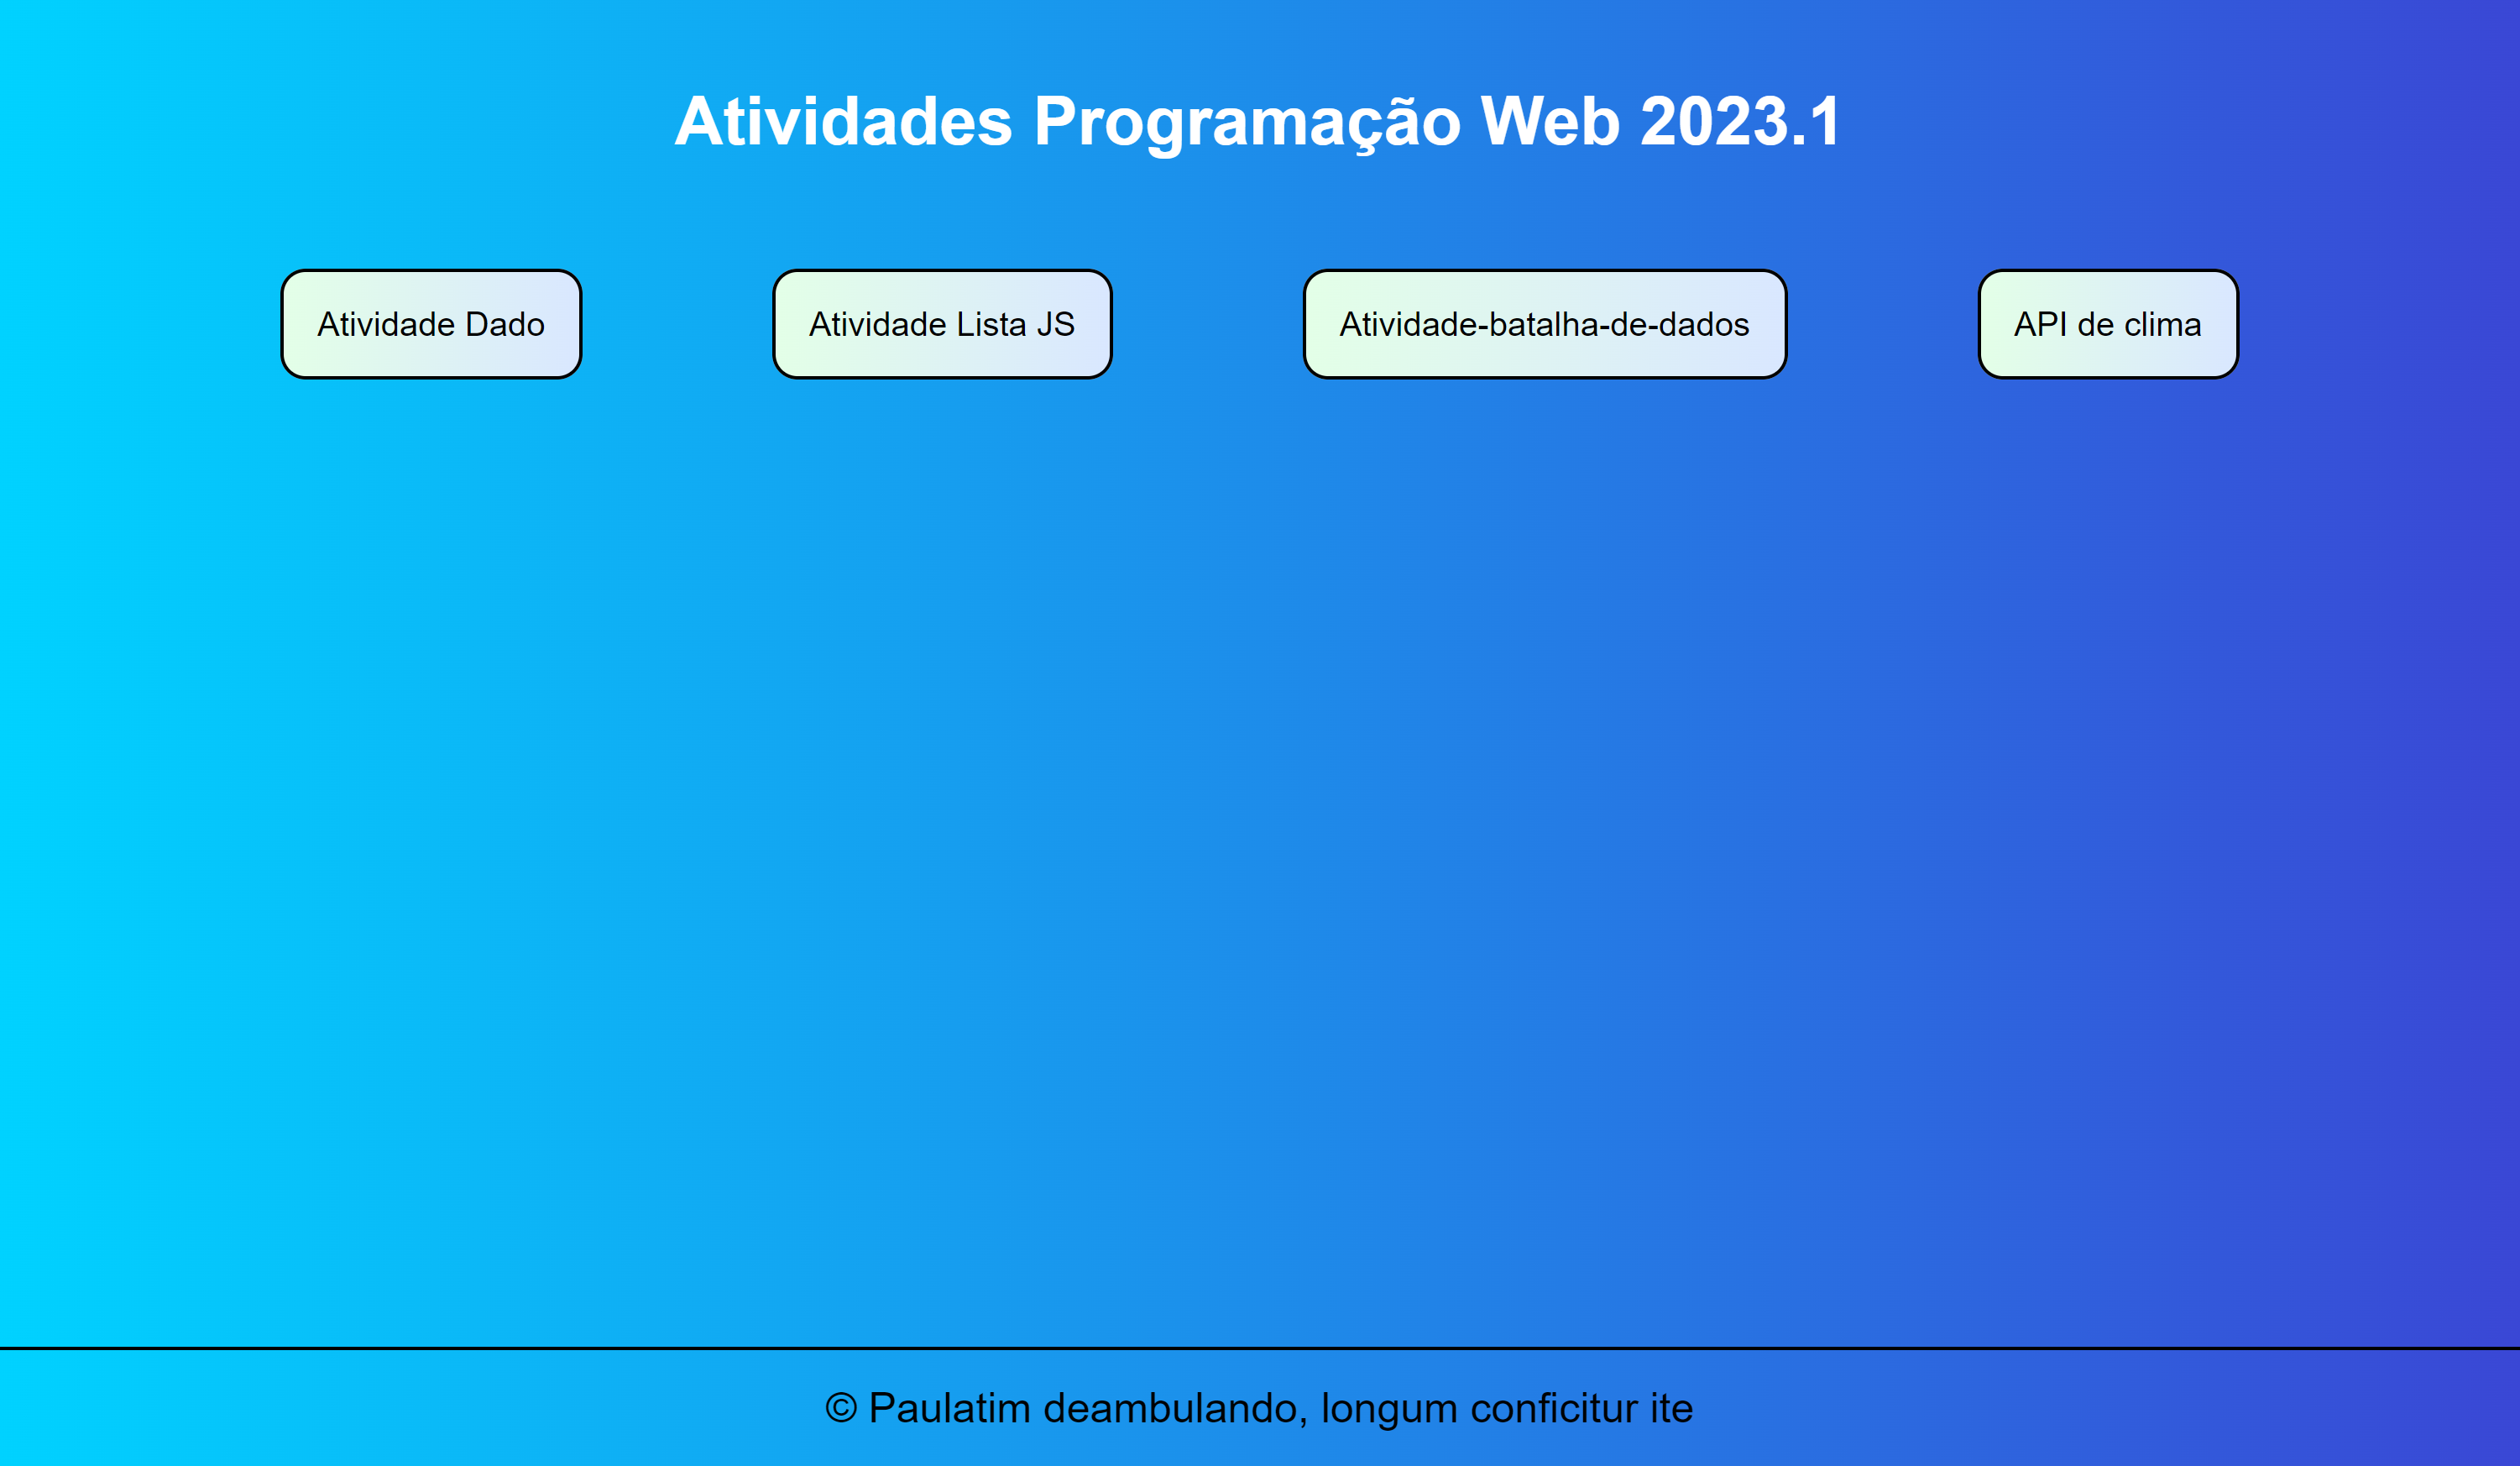 Atividades Programação Web 2023.1
Atividade Dado
Atividade Lista JS
Atividade-batalha-de-dados
API de clima
© Paulatim deambulando, longum conficitur ite